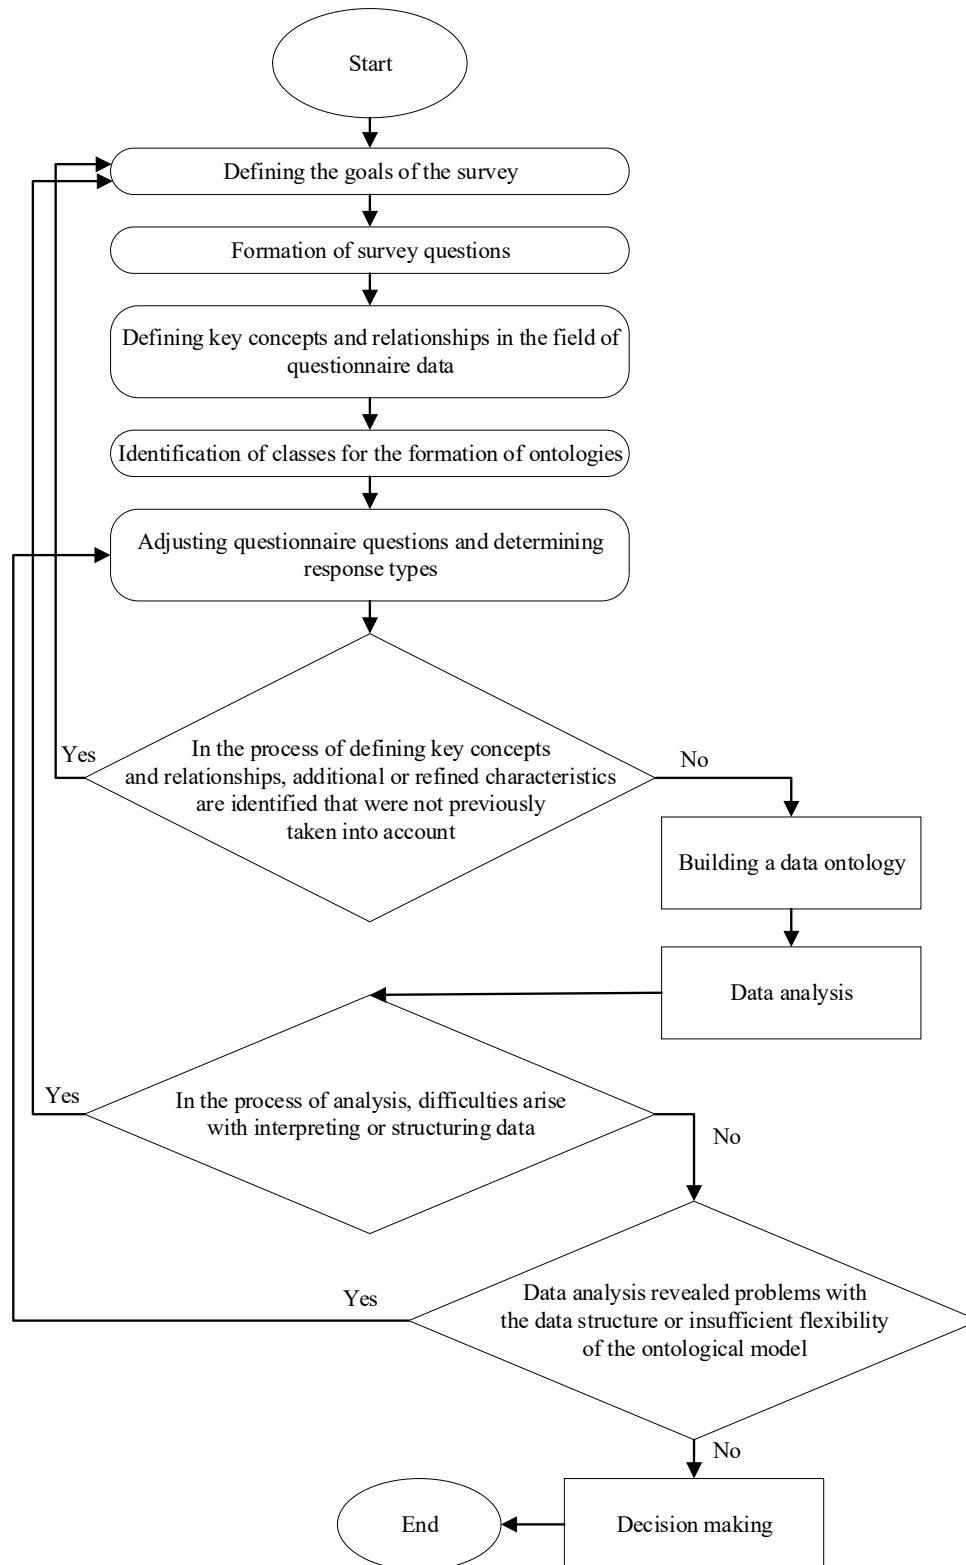 Start
Defining the goals of the survey
Formation of survey questions
Defining key concepts and relationships in the field of
questionnaire data
Identification of classes for the formation of ontologies
Adjusting questionnaire questions and determining
response types
Yes
In the process of defining key concepts
and relationships, additional or refined characteristics
are identified that were not previously
taken into account
No
Building a data ontology
Data analysis
Yes
In the process of analysis, difficulties arise
with interpreting or structuring data
No
Yes
Data analysis revealed problems with
the data structure or insufficient flexibility
of the ontological model
No
End
Decision making